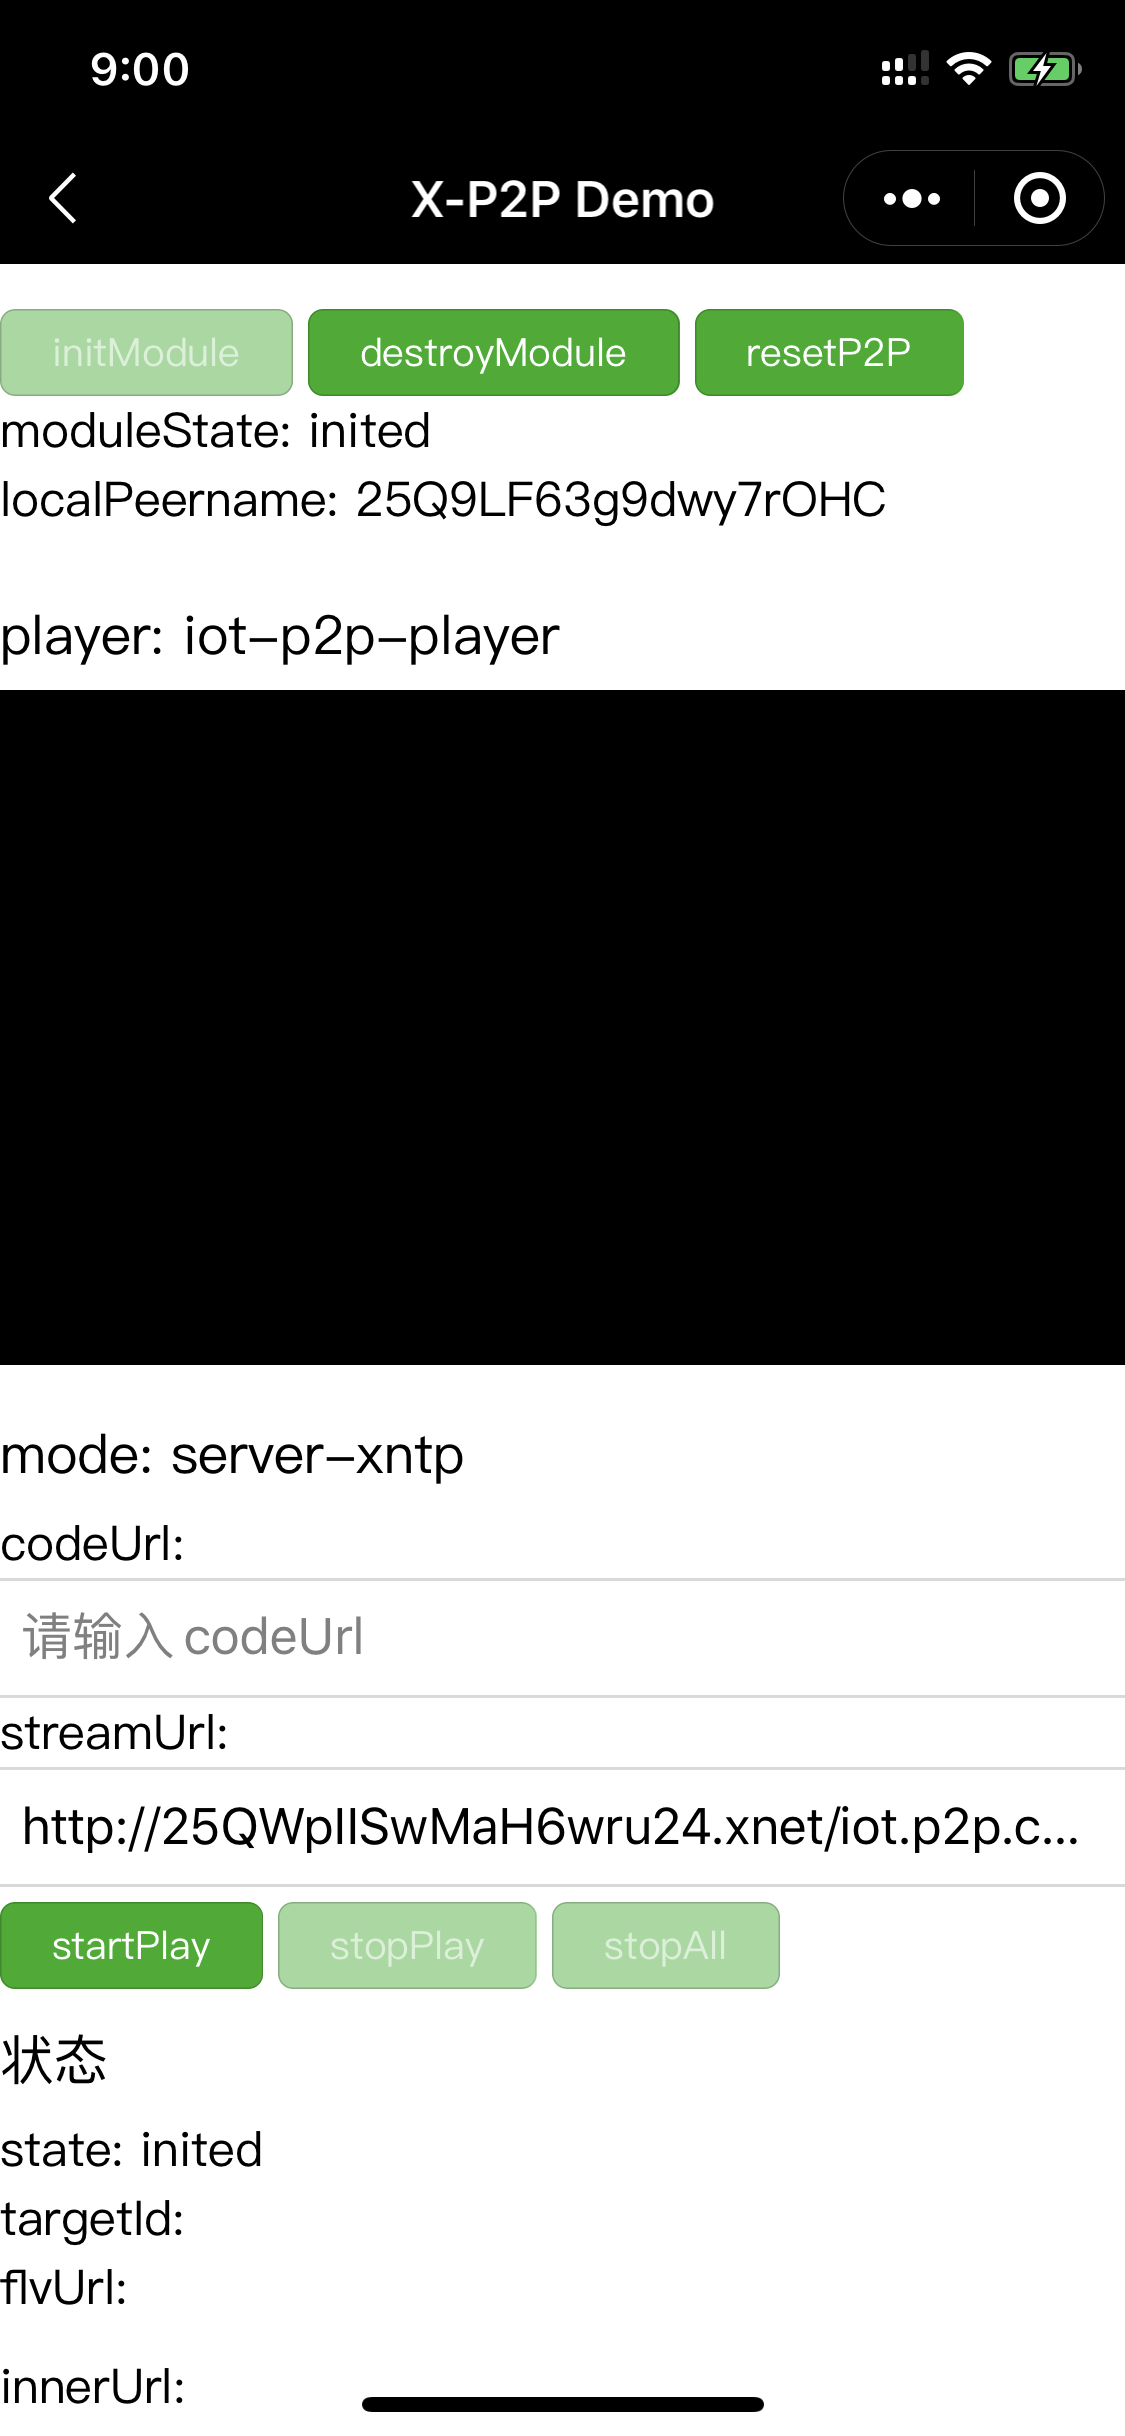 9:00
X-P2P Demo
initModule destroyModule resetP2P
moduleState: inited
localPeername: 25Q9LF63g9dwy7rOHC
player: iot-p2p-player
mode: server-xntp
codeUrl:
请输入 codeUrl
streamUrl:
http://25QWpIISwMaH6wru24.xnet/iot.p2p.c...
startPlay stopPlay stopAll
状态
state: inited
targetId:
flvUrl:
innerUrl: